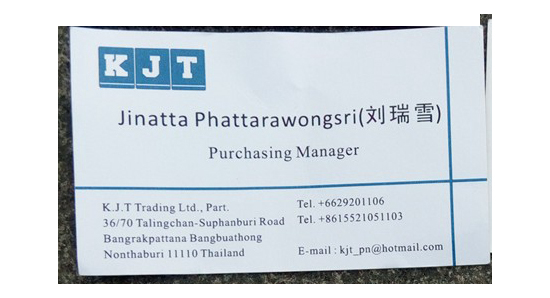 KJT
Jinatta Phattarawongsri(刘瑞雪)
Purchasing Manager
K.J.T Trading Ltd., Part.
36/70 Talingchan-Suphanburi Road
Bangrakpattana Bangbuathong
Nonthaburi 11110 Thailand
Tel. +6629201106
Tel. +8615521051103
E-mail : kjt_pn@hotmail.com